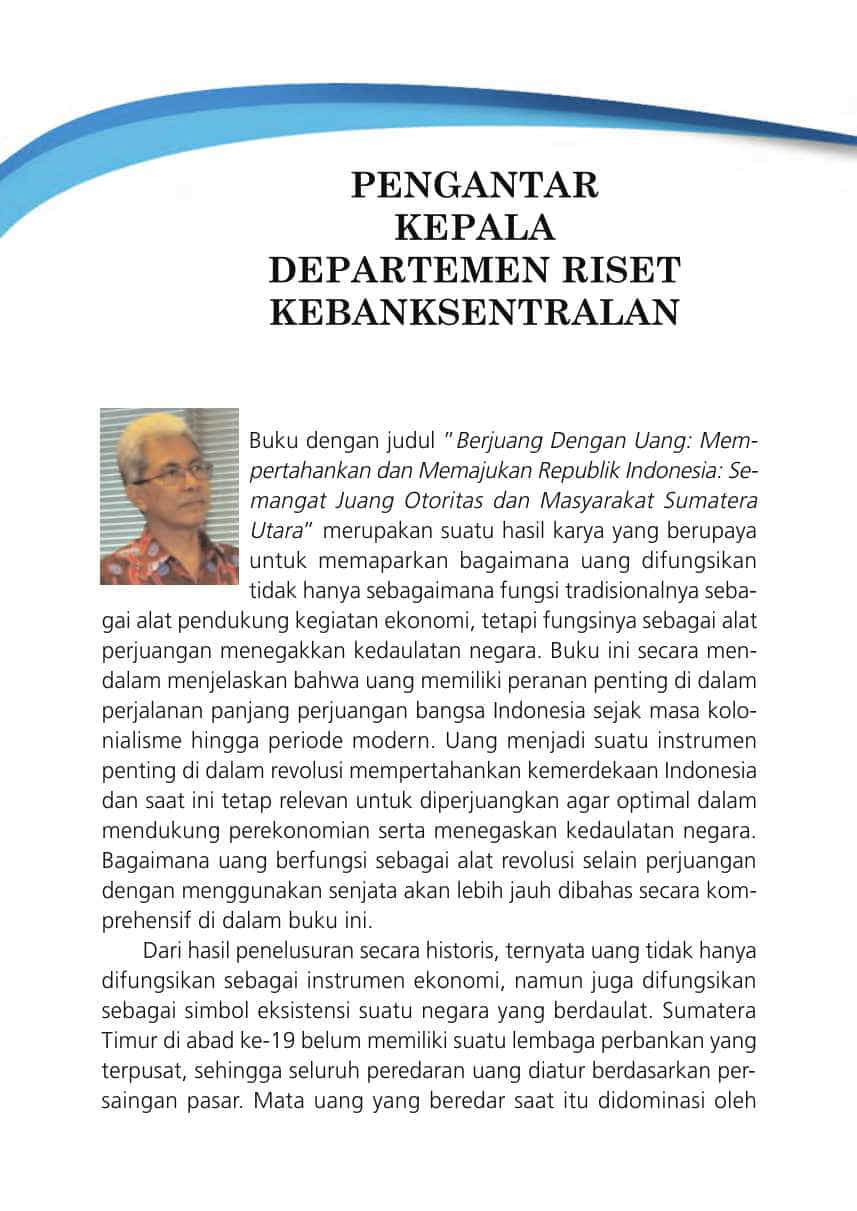 PENGANTAR
KEPALA
DEPARTEMEN RISET
KEBANKSENTRALAN
Buku dengan judul "Berjuang Dengan Uang: Mem-
pertahankan dan Memajukan Republik Indonesia: Se-
mangat Juang Otoritas dan Masyarakat Sumatera
Utara" merupakan suatu hasil karya yang berupaya
untuk memaparkan bagaimana uang difungsikan
tidak hanya sebagaimana fungsi tradisionalnya seba-
gai alat pendukung kegiatan ekonomi, tetapi fungsinya sebagai alat
perjuangan menegakkan kedaulatan negara. Buku ini secara men-
dalam menjelaskan bahwa uang memiliki peranan penting di dalam
perjalanan panjang perjuangan bangsa Indonesia sejak masa kolo-
nialisme hingga periode modern. Uang menjadi suatu instrumen
penting di dalam revolusi mempertahankan kemerdekaan Indonesia
dan saat ini tetap relevan untuk diperjuangkan agar optimal dalam
mendukung perekonomian serta menegaskan kedaulatan negara.
Bagaimana uang berfungsi sebagai alat revolusi selain perjuangan
dengan menggunakan senjata akan lebih jauh dibahas secara kom-
prehensif di dalam buku ini.
Dari hasil penelusuran secara historis, ternyata uang tidak hanya
difungsikan sebagai instrumen ekonomi, namun juga difungsikan
sebagai simbol eksistensi suatu negara yang berdaulat. Sumatera
Timur di abad ke-19 belum memiliki suatu lembaga perbankan yang
terpusat, sehingga seluruh peredaran uang diatur berdasarkan per-
saingan pasar. Mata uang yang beredar saat itu didominasi oleh